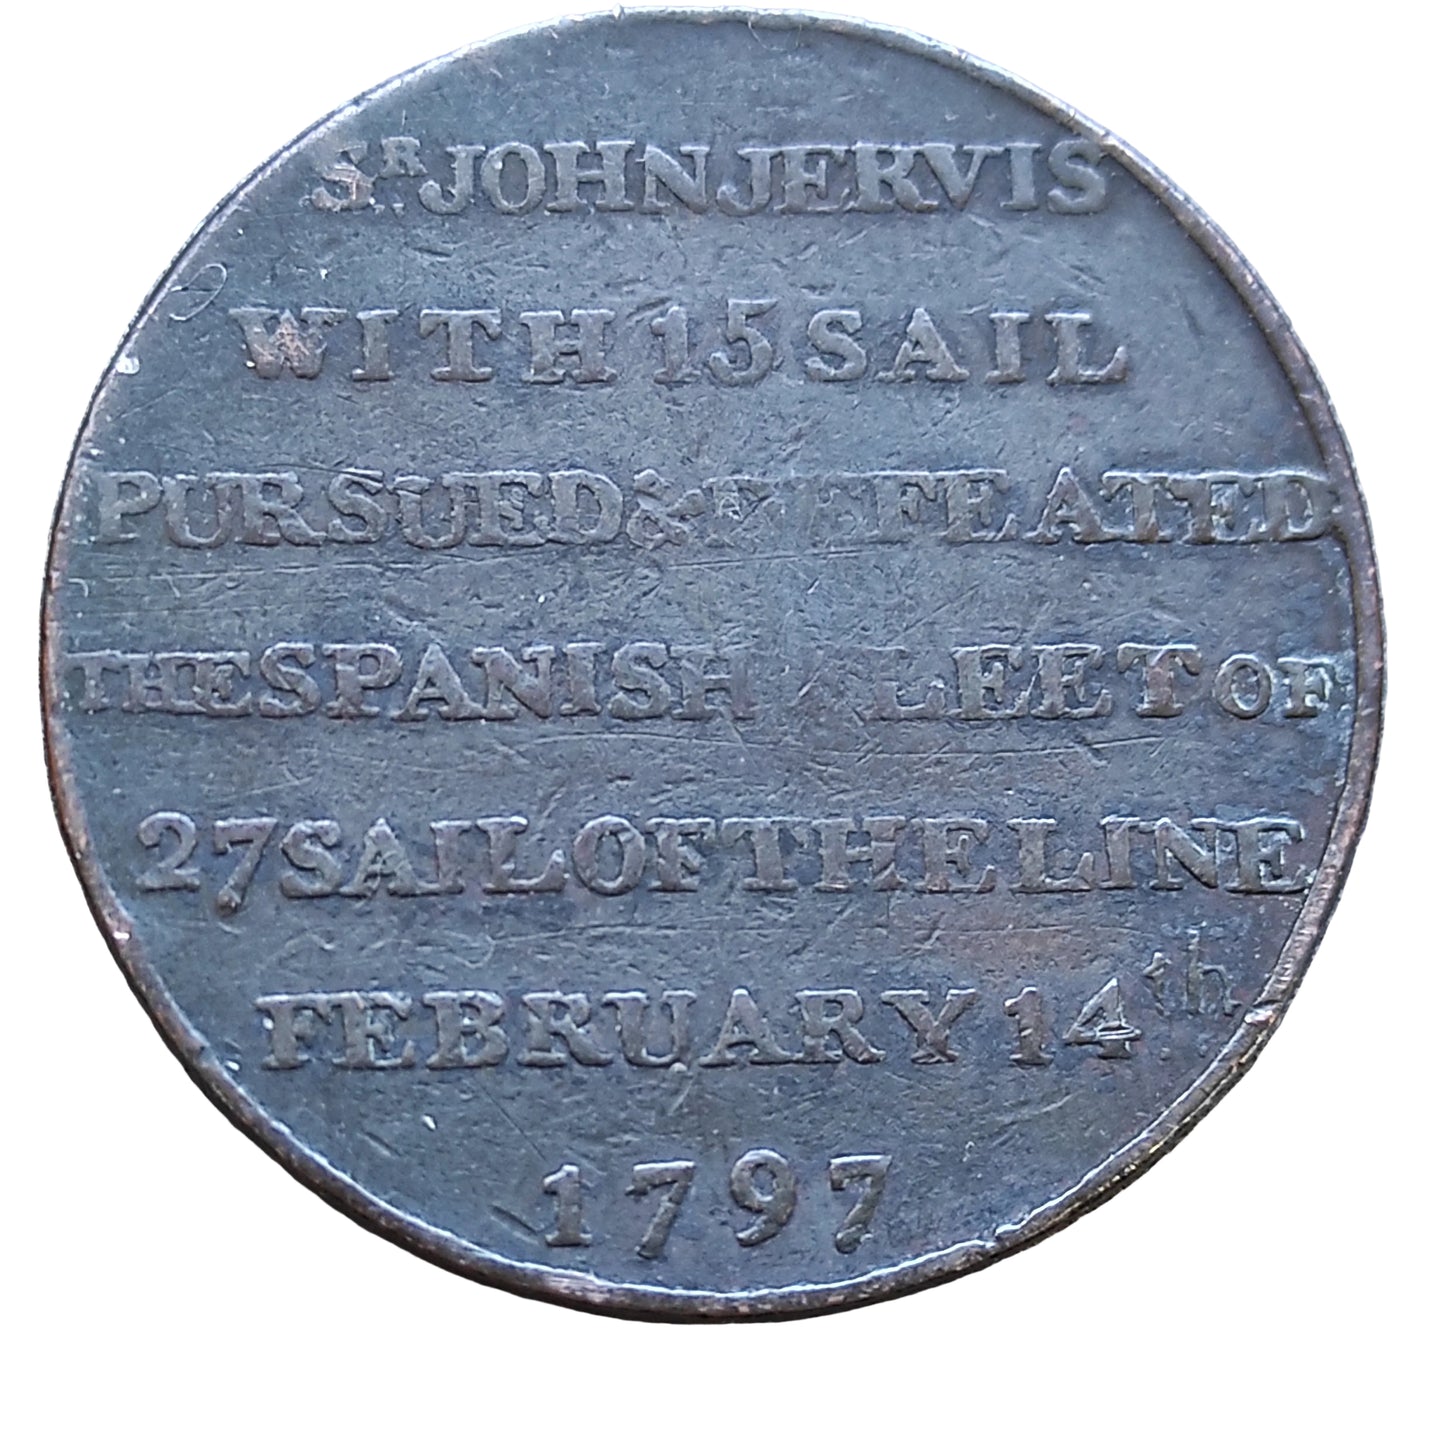 SR JOHN JERVIS
WITH 15 SAIL
PURSUED & DEFEATED
THE SPANISH FLEET OF
27 SAIL OF THE LINE
FEBRUARY 14th
1797